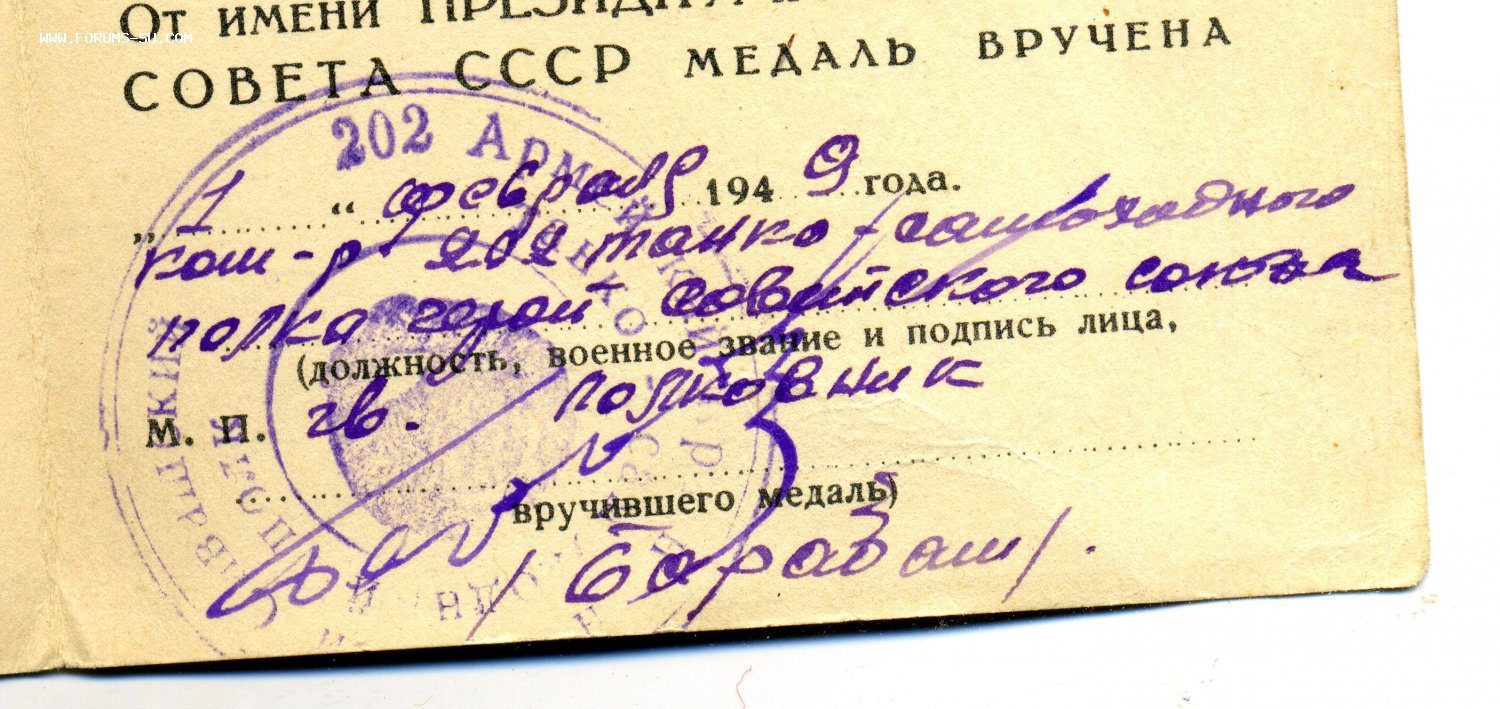 От имени ПРЕЗИДИУМА
WWW.FORUMS-SU.COM
СОВЕТА СССР МЕДАЛЬ ВРУЧЕНА
202 Армейский
„1 “ февраля 1949 года.
ком-р 202 танко-самоходного
полка герой советского союза
(должность, военное звание и подпись лица,
М. П. гв. полковник
вручившего медаль)
/Барабаш/.